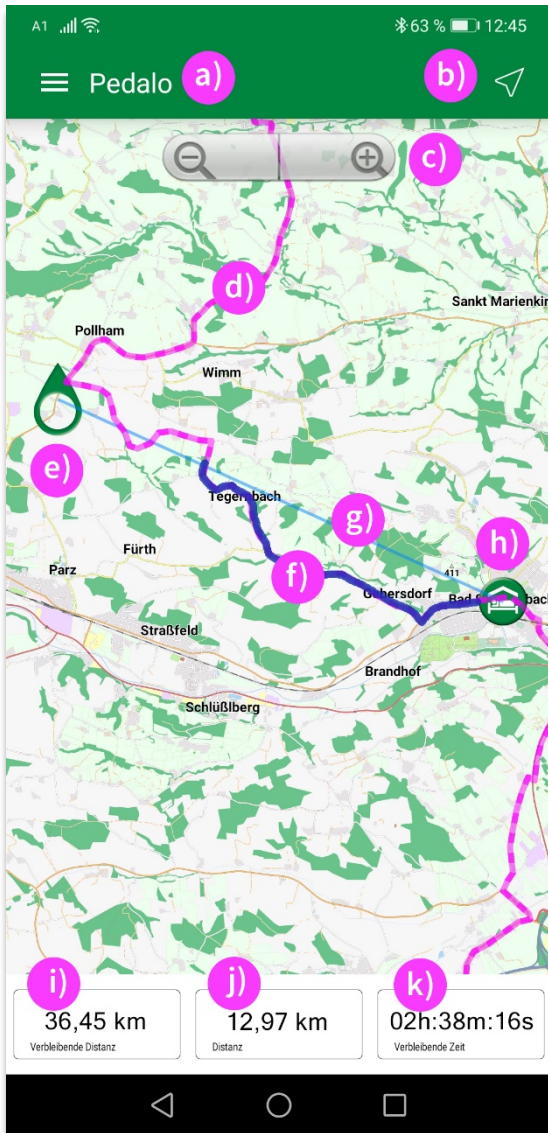 A1 63 % 12:45
Pedalo a) b)
c)
d)
Sankt Marienki
Pollham
Wimm
e)
Tegernbach
g)
Fürth
h)
411
Parz
f)
Gebersdorf
Straßfeld
Brandhof
Schlüßlberg
i) j) k)
36,45 km 12,97 km 02h:38m:16s
Verbleibende Distanz Distanz Verbleibende Zeit